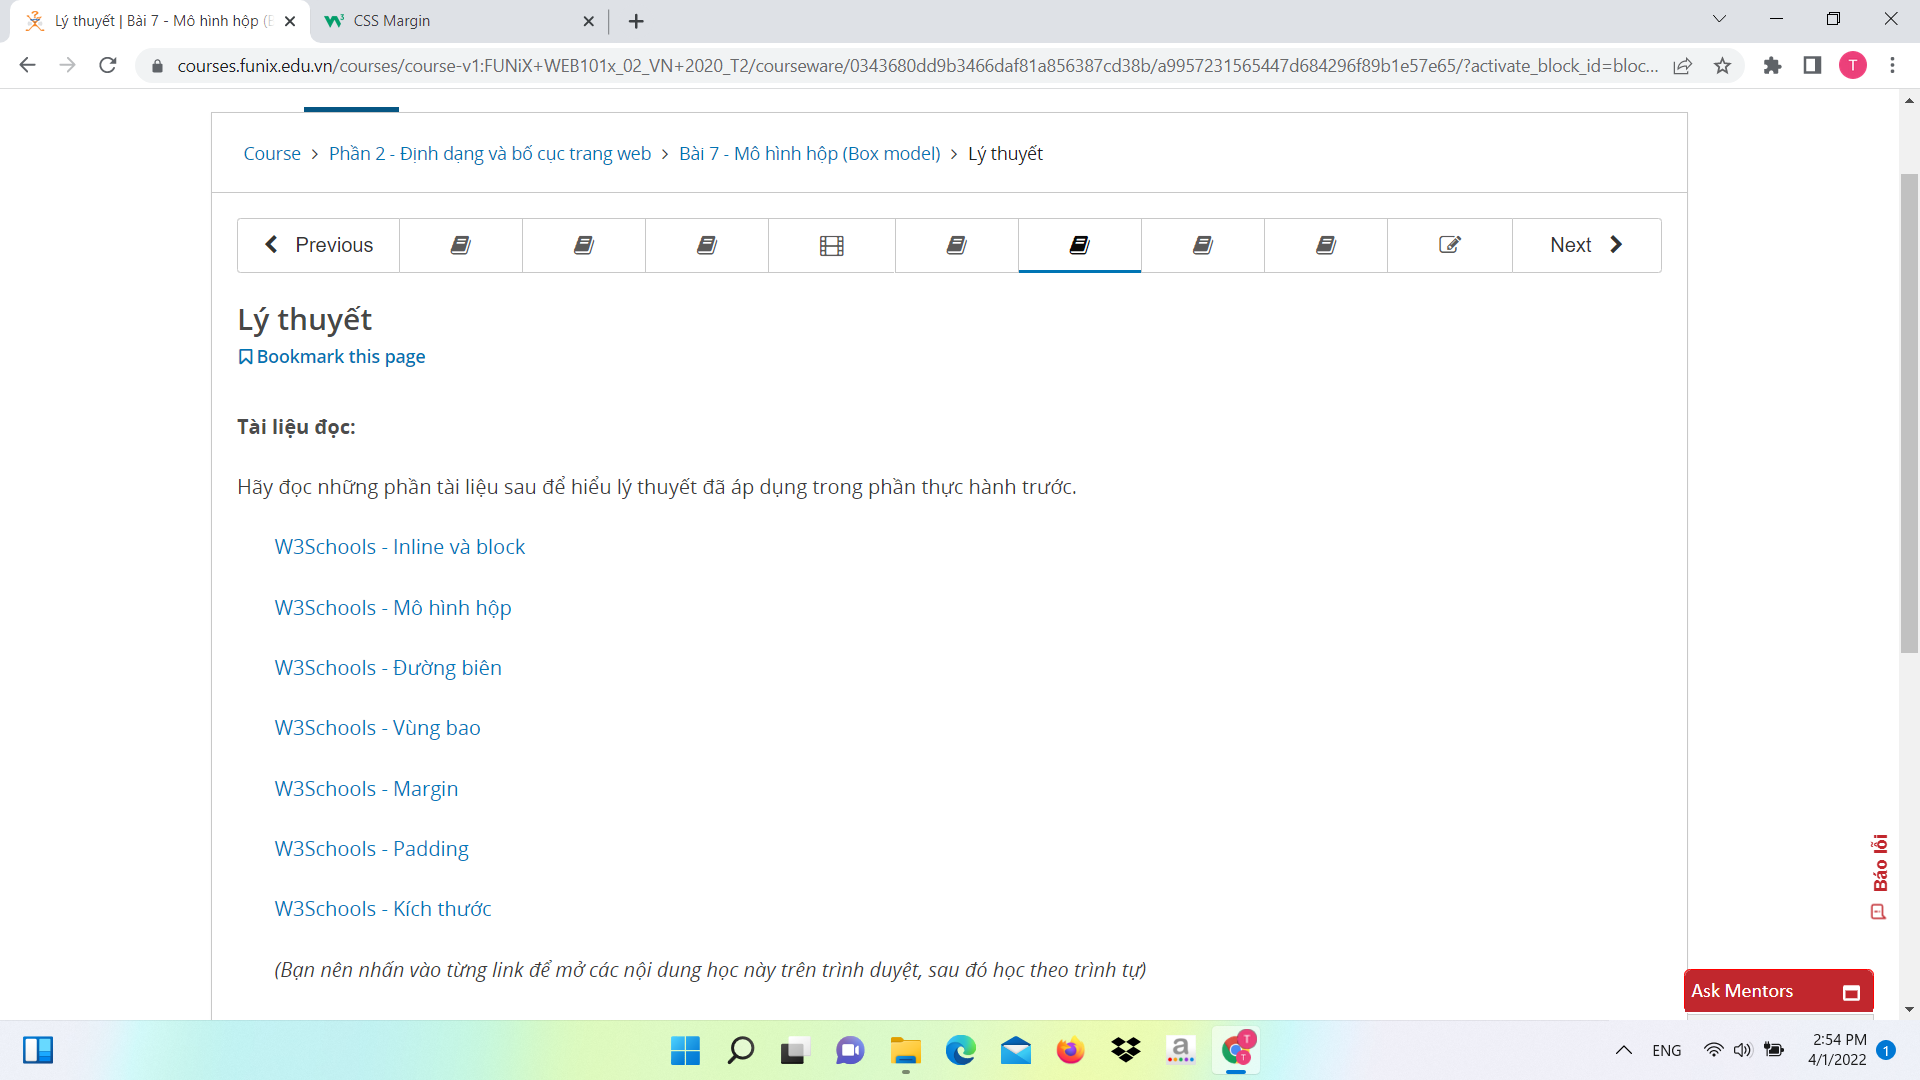 Lý thuyết | Bài 7 - Mô hình hộp (B
CSS Margin
courses.funix.edu.vn/courses/course-v1:FUNiX+WEB101x_02_VN+2020_T2/courseware/0343680dd9b3466daf81a856387cd38b/a9957231565447d684296f89b1e57e65/?activate_block_id=bloc...
T
Course > Phần 2 - Định dạng và bố cục trang web > Bài 7 - Mô hình hộp (Box model) > Lý thuyết
Previous
Next
Lý thuyết
Bookmark this page
Tài liệu đọc:
Hãy đọc những phần tài liệu sau để hiểu lý thuyết đã áp dụng trong phần thực hành trước.
W3Schools - Inline và block
W3Schools - Mô hình hộp
W3Schools - Đường biên
W3Schools - Vùng bao
W3Schools - Margin
W3Schools - Padding
W3Schools - Kích thước
(Bạn nên nhấn vào từng link để mở các nội dung học này trên trình duyệt, sau đó học theo trình tự)
Báo lỗi
Ask Mentors
ENG
2:54 PM
4/1/2022
1